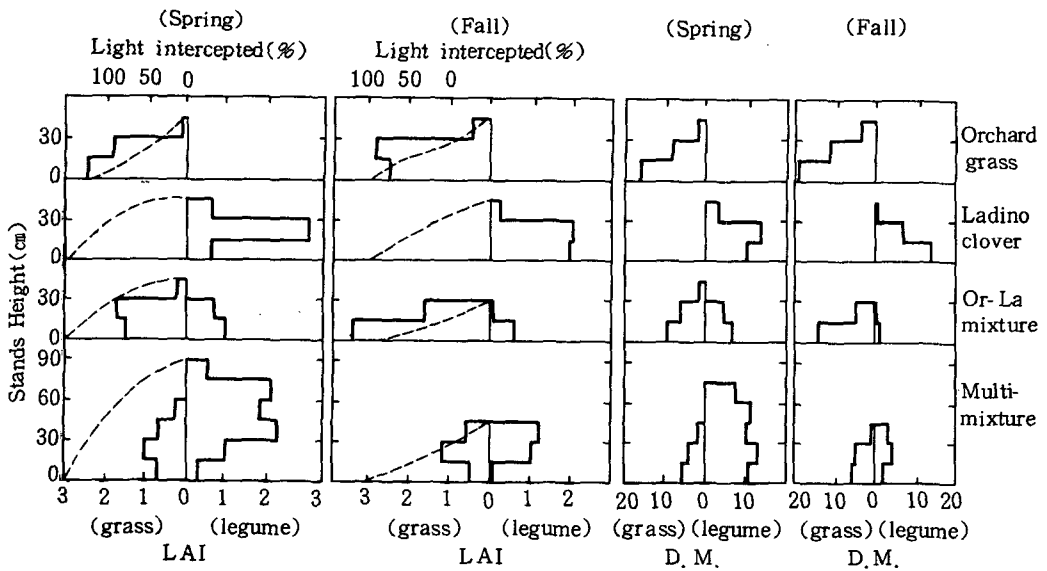 (Spring) (Fall) (Spring) (Fall)
Light intercepted(%) Light intercepted(%)
100 50 0 100 50 0
Stands Height(cm)
30 Orchard
grass
0
30 Ladino
clover
0
30 Or-La
mixture
0
90
60 Multi-
mixture
30
0
3 2 1 0 1 2 3 3 2 1 0 1 2 20 10 0 10 20 10 0 10 20
(grass) (legume) (grass) (legume) (grass) (legume) (grass) (legume)
LAI LAI D.M. D.M.